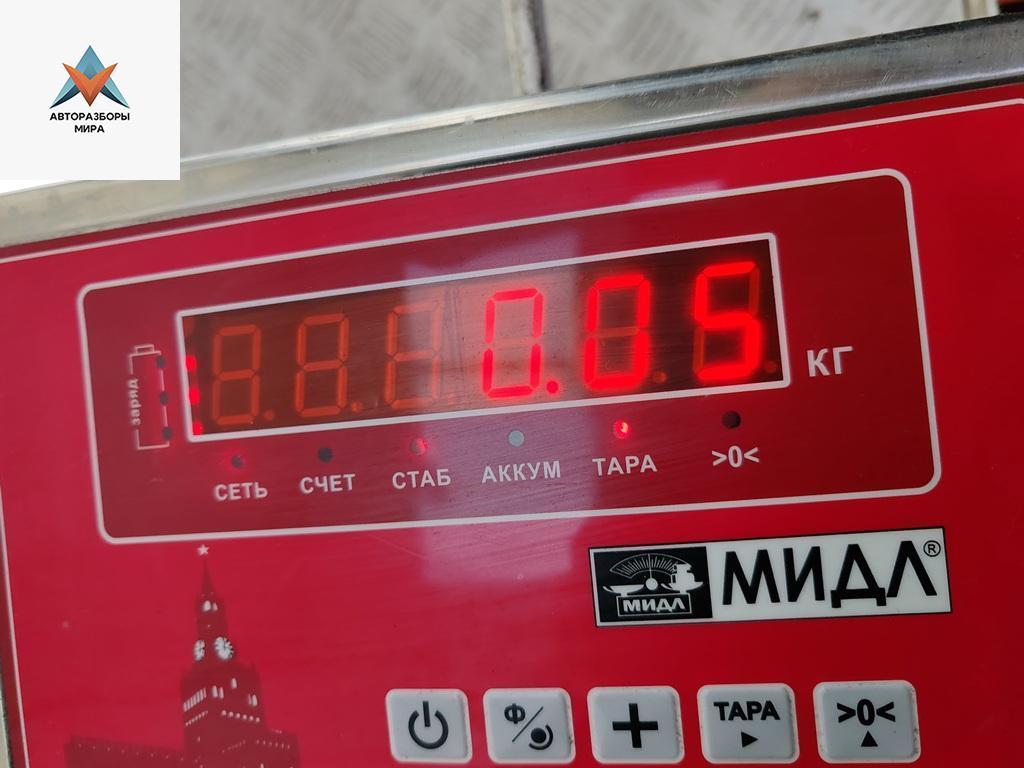 АВТОРАЗБОРЫ
МИРА
0.05
КГ
заряд
СЕТЬ СЧЕТ СТАБ АККУМ ТАРА >0<
МИДЛ МИДЛ®
Ф ТАРА >0<